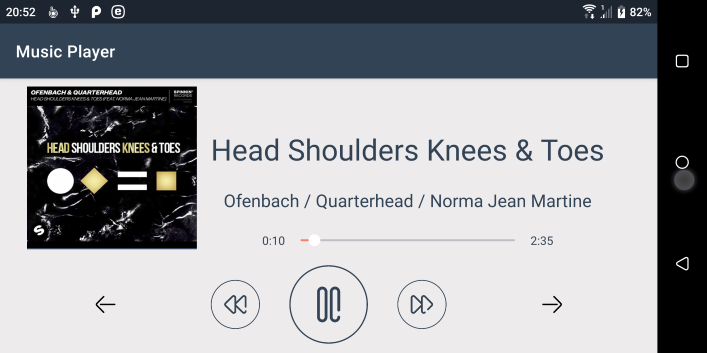 20:52
82%
Music Player
OFENBACH & QUARTERHEAD
HEAD SHOULDERS KNEES & TOES (FEAT. NORMA JEAN MARTINE)
SPINNIN' RECORDS
HEAD SHOULDERS KNEES & TOES
Head Shoulders Knees & Toes
Ofenbach / Quarterhead / Norma Jean Martine
0:10
2:35